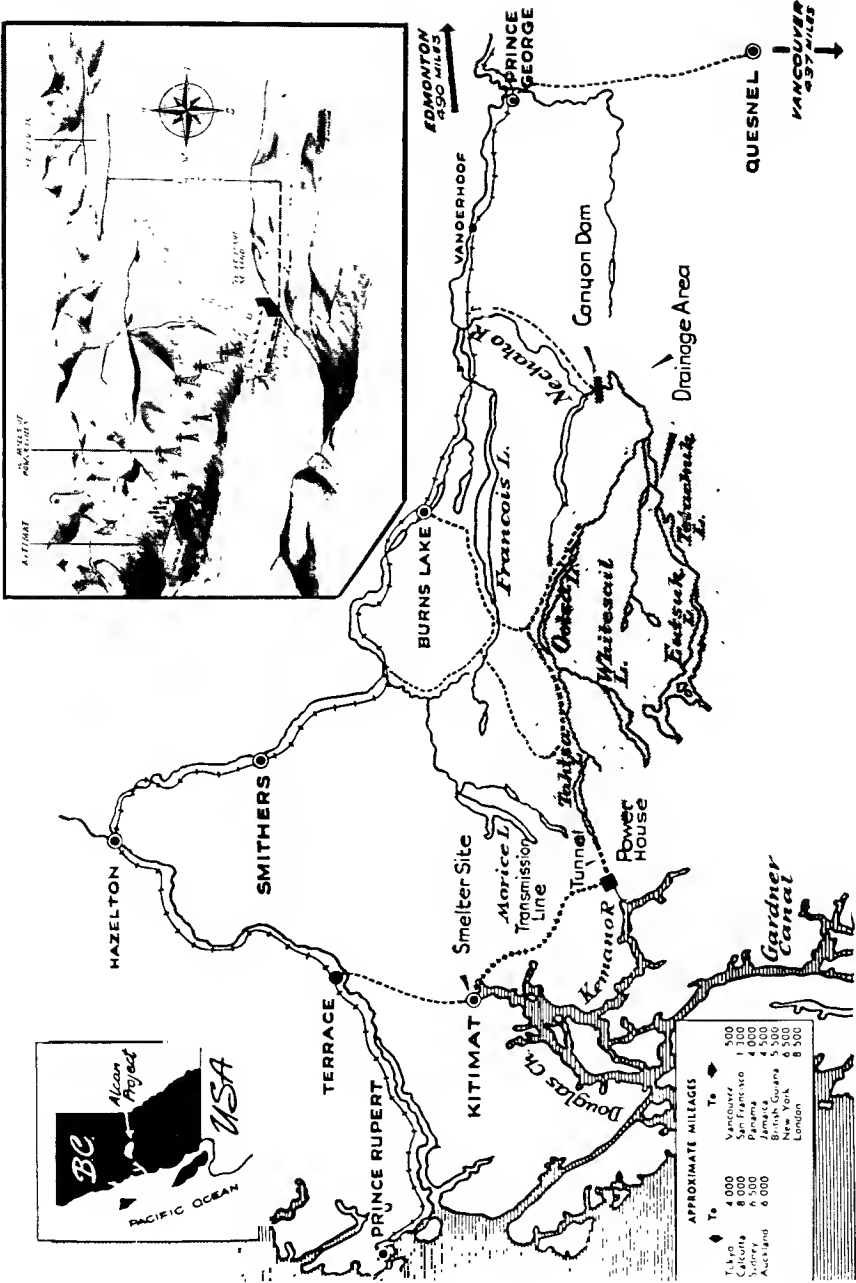 B.C.
Alcan
Project
USA
PACIFIC OCEAN
HAZELTON
SMITHERS
TERRACE
PRINCE RUPERT
KITIMAT
Smelter Site
Morice L.
Transmission
Line
Tunnel
Power
House
Kemano R
Douglas Ch.
Gardner
Canal
BURNS LAKE
Francois L.
Ootsa L.
Tahtsa L.
Whitesail
L.
Eutsuk
L.
Tetachuk
L.
Nechako R
Canyon Dam
Drainage Area
VANDERHOOF
PRINCE
GEORGE
EDMONTON
490 MILES
QUESNEL
VANCOUVER
437 MILES
KITIMAT
N
S
APPROXIMATE MILEAGES
To
Tokyo 4 000
Calcutta 8 000
Sydney 6 500
Auckland 6 000
To
Vancouver 500
San Francisco 1 300
Panama 4 000
Jamaica 4 500
British Guiana 5 500
New York 6 500
London 8 500